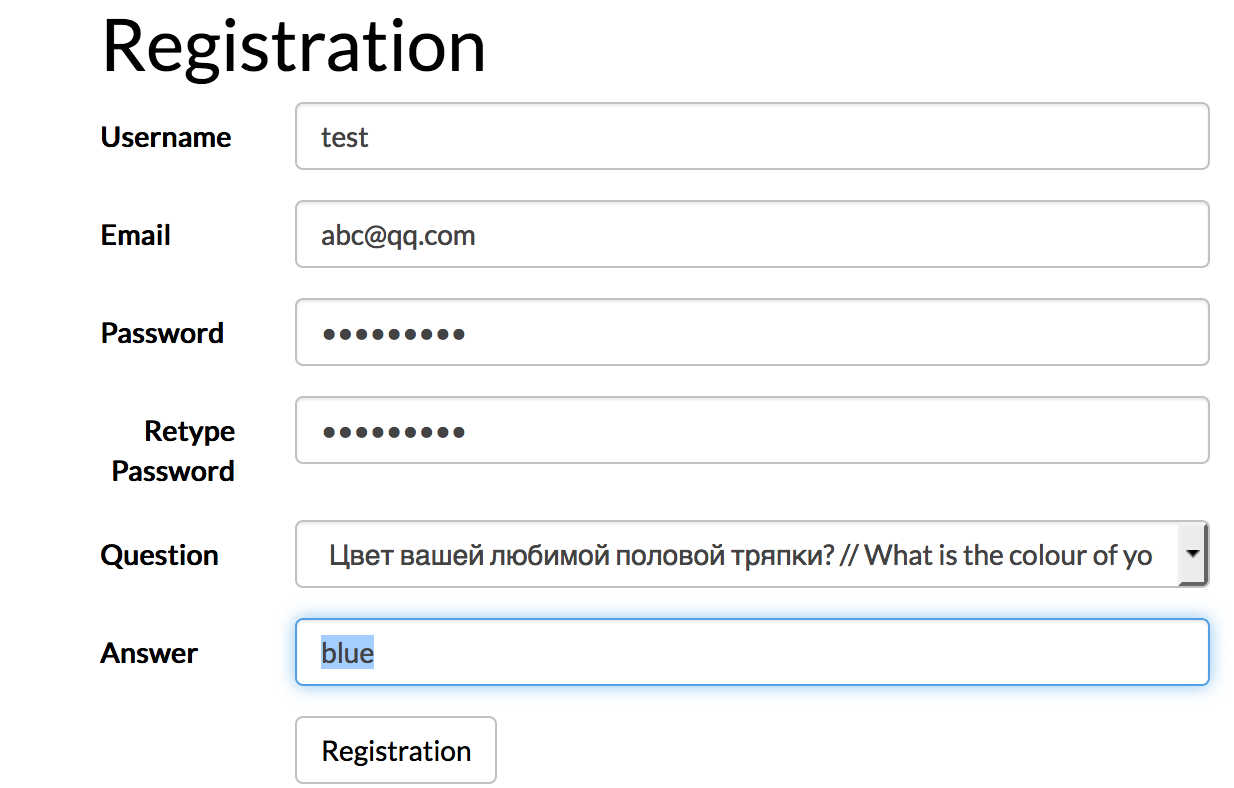 Registration
Username
test
Email
abc@qq.com
Password
•••••••••
Retype
Password
•••••••••
Question
Цвет вашей любимой половой тряпки? // What is the colour of yo
Answer
blue
Registration